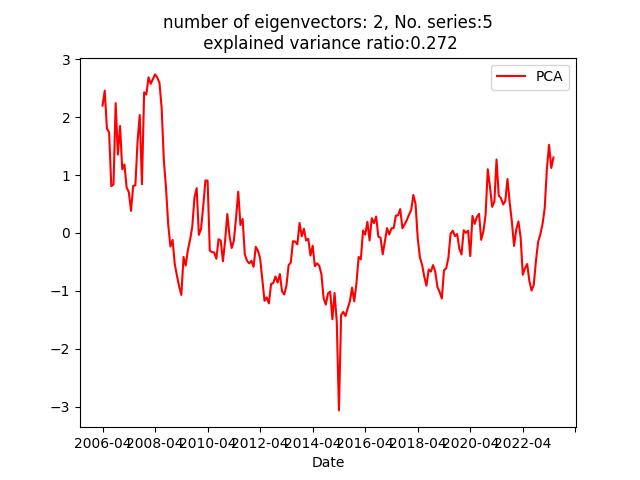 number of eigenvectors: 2, No. series:5
explained variance ratio:0.272
PCA
3
2
1
0
−1
−2
−3
2006-04 2008-04 2010-04 2012-04 2014-04 2016-04 2018-04 2020-04 2022-04
Date